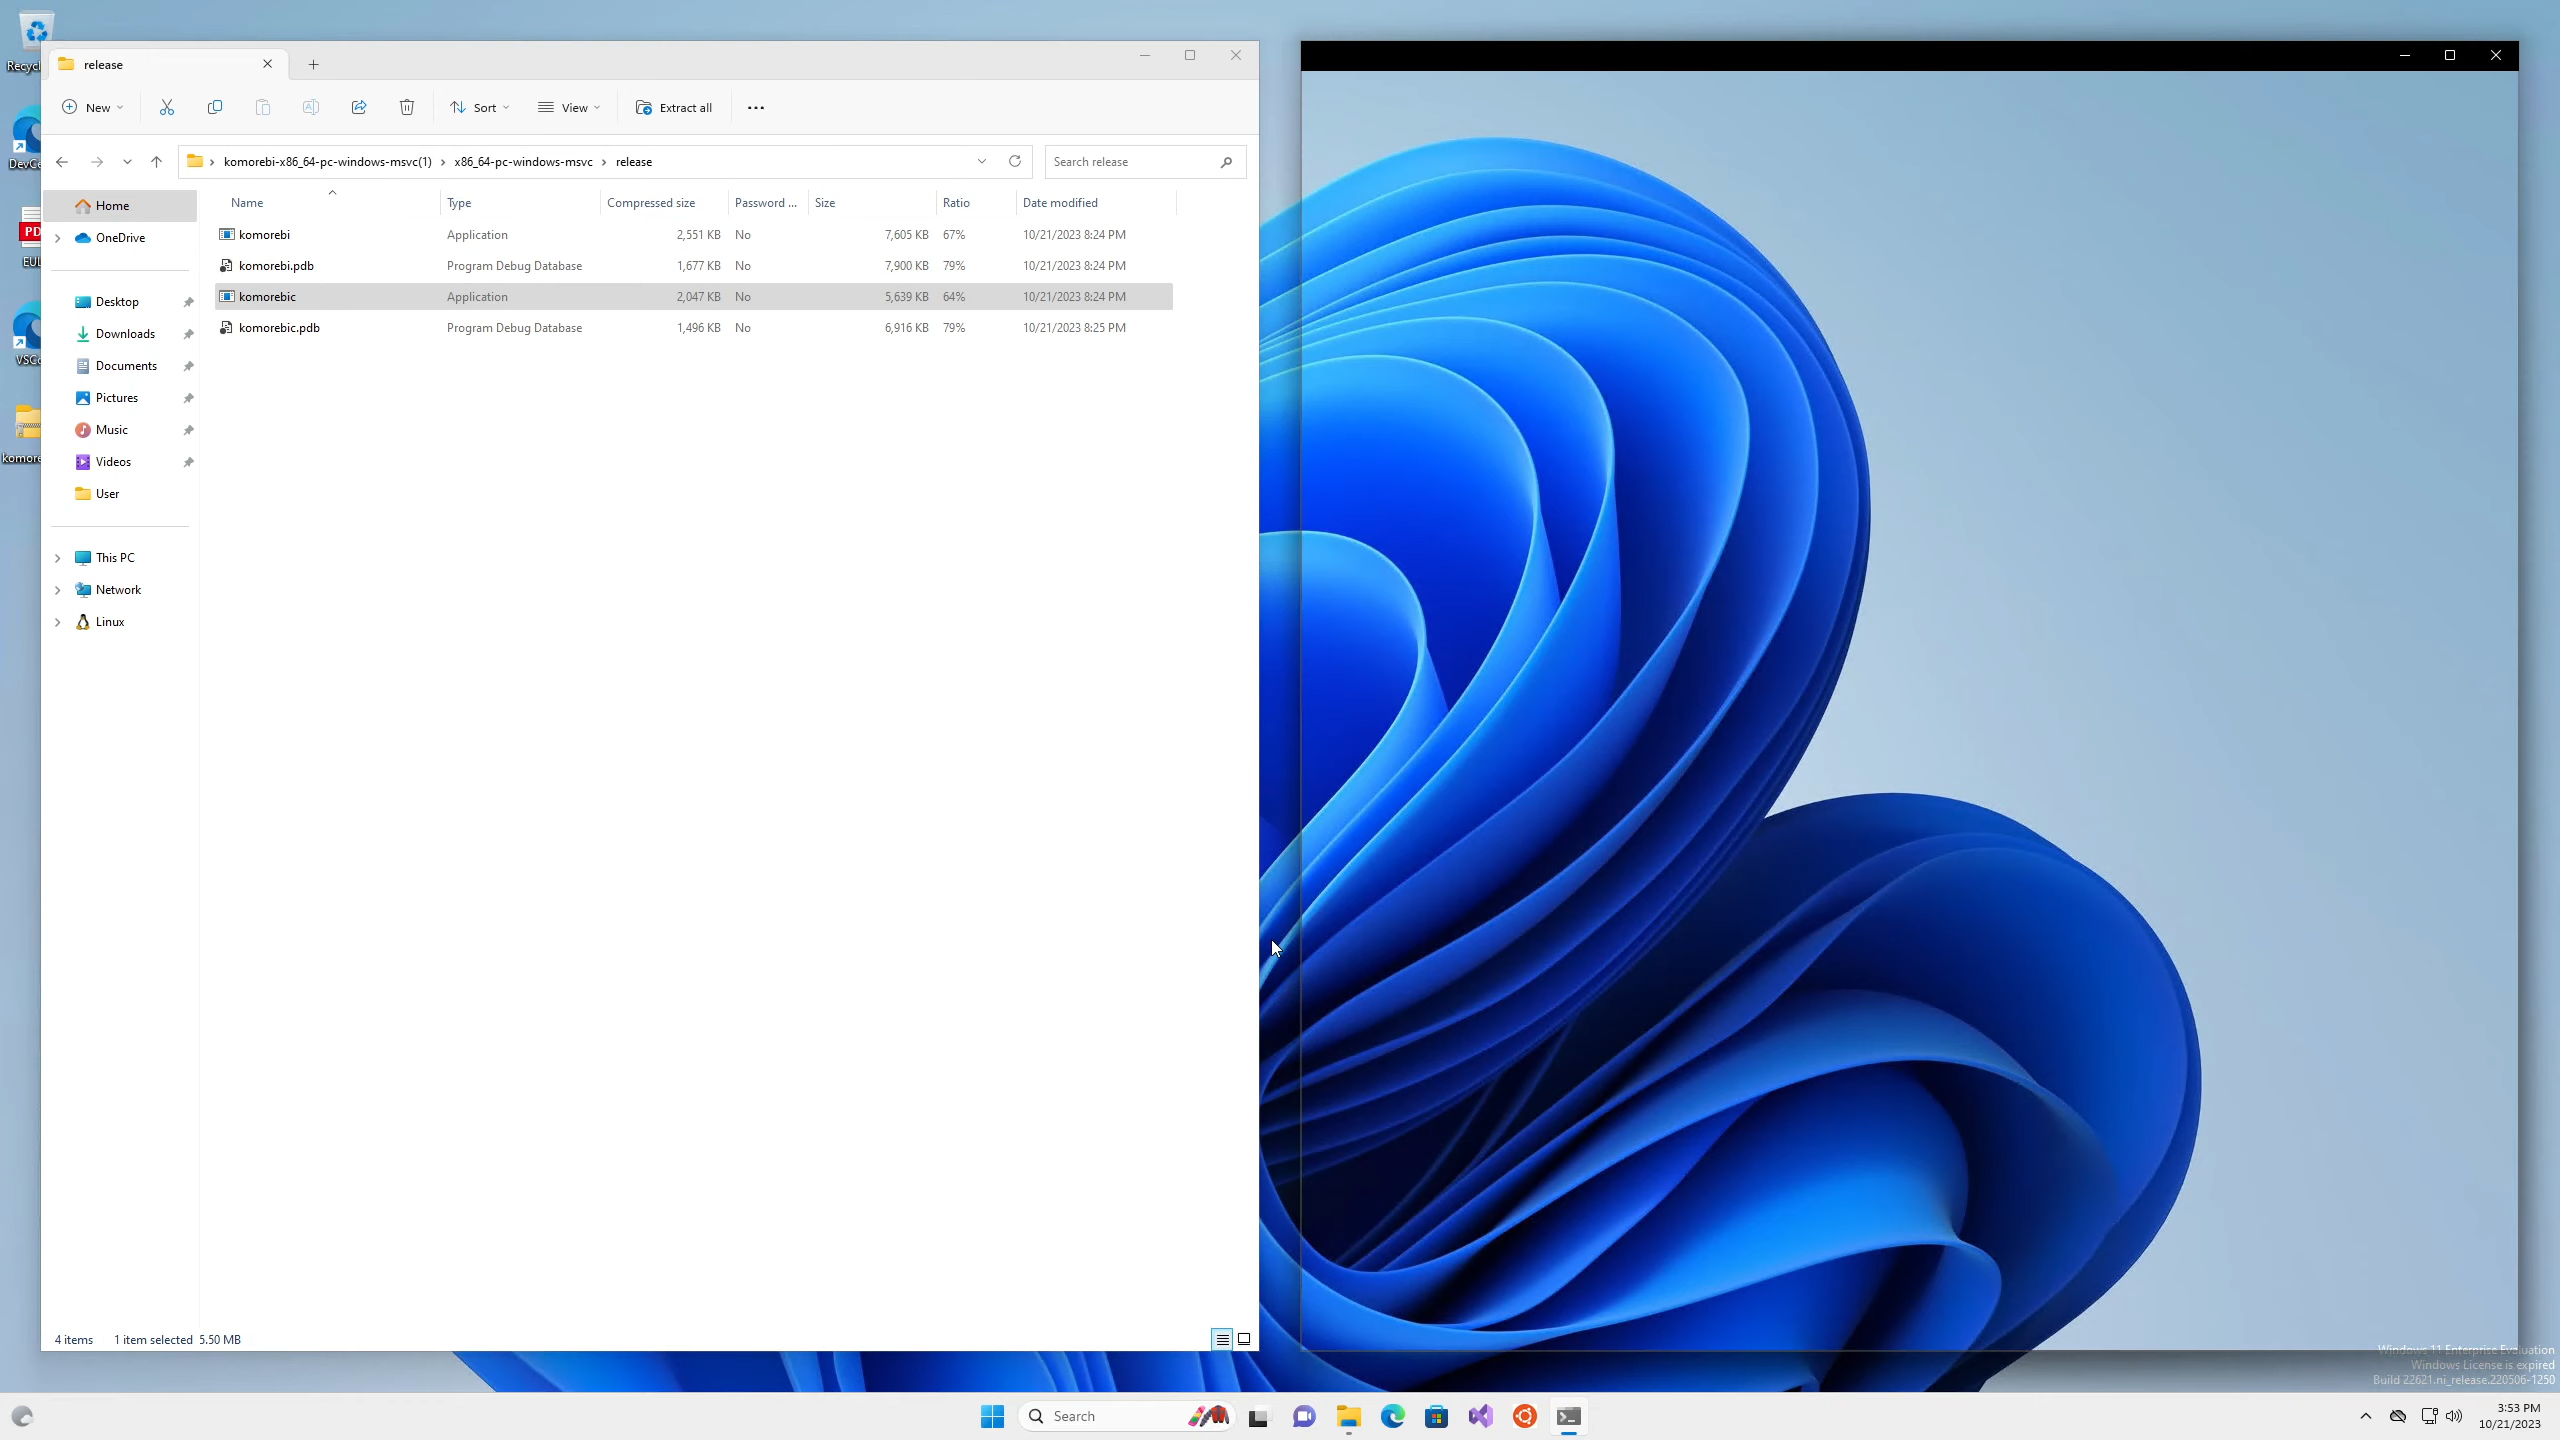 release
New
Sort
View
Extract all
komorebi-x86_64-pc-windows-msvc(1) > x86_64-pc-windows-msvc > release
Search release
Name Type Compressed size Password ... Size Ratio Date modified
komorebi Application 2,551 KB No 7,605 KB 67% 10/21/2023 8:24 PM
komorebi.pdb Program Debug Database 1,677 KB No 7,900 KB 79% 10/21/2023 8:24 PM
komorebic Application 2,047 KB No 5,639 KB 64% 10/21/2023 8:24 PM
komorebic.pdb Program Debug Database 1,496 KB No 6,916 KB 79% 10/21/2023 8:25 PM
Home
OneDrive
Desktop
Downloads
Documents
Pictures
Music
Videos
User
This PC
Network
Linux
4 items 1 item selected 5.50 MB
Recycl
DevCe
PD
EUL
VSCo
komore
Windows 11 Enterprise Evaluation
Windows License is expired
Build 22621.ni_release.220506-1250
Search
3:53 PM
10/21/2023